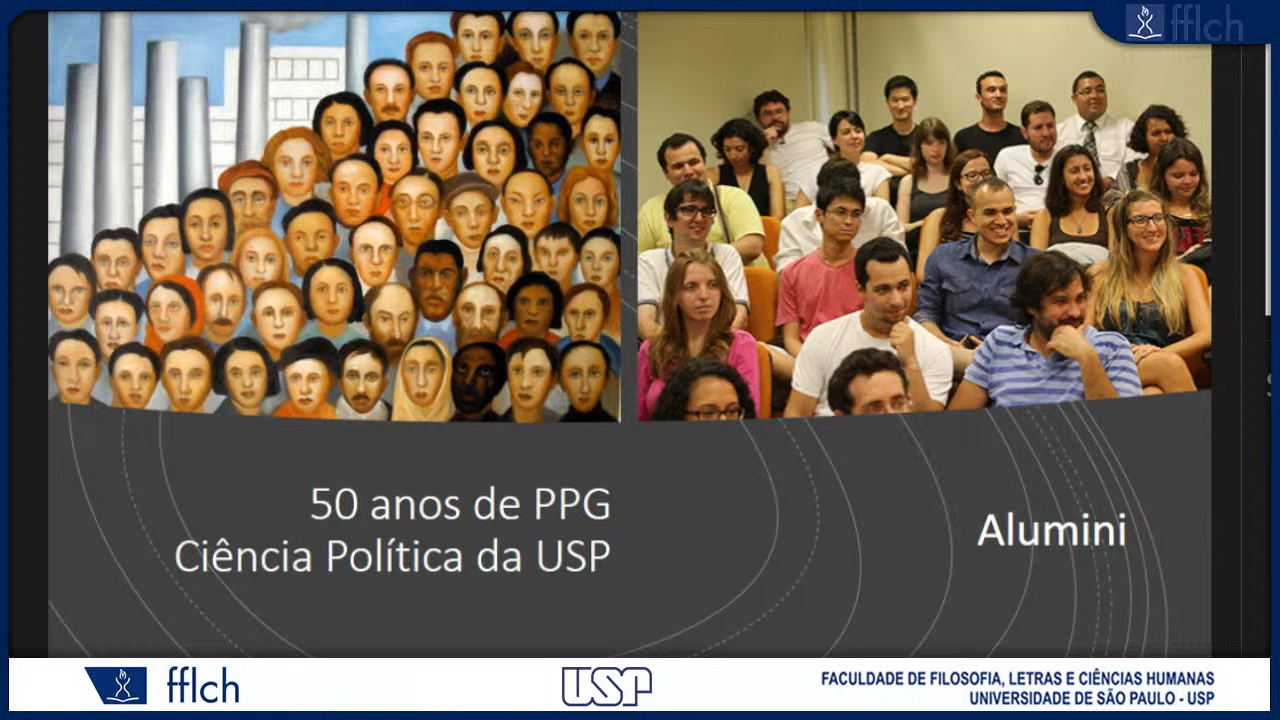 fflch
50 anos de PPG
Ciência Política da USP
Alumini
fflch
USP
FACULDADE DE FILOSOFIA, LETRAS E CIÊNCIAS HUMANAS
UNIVERSIDADE DE SÃO PAULO - USP